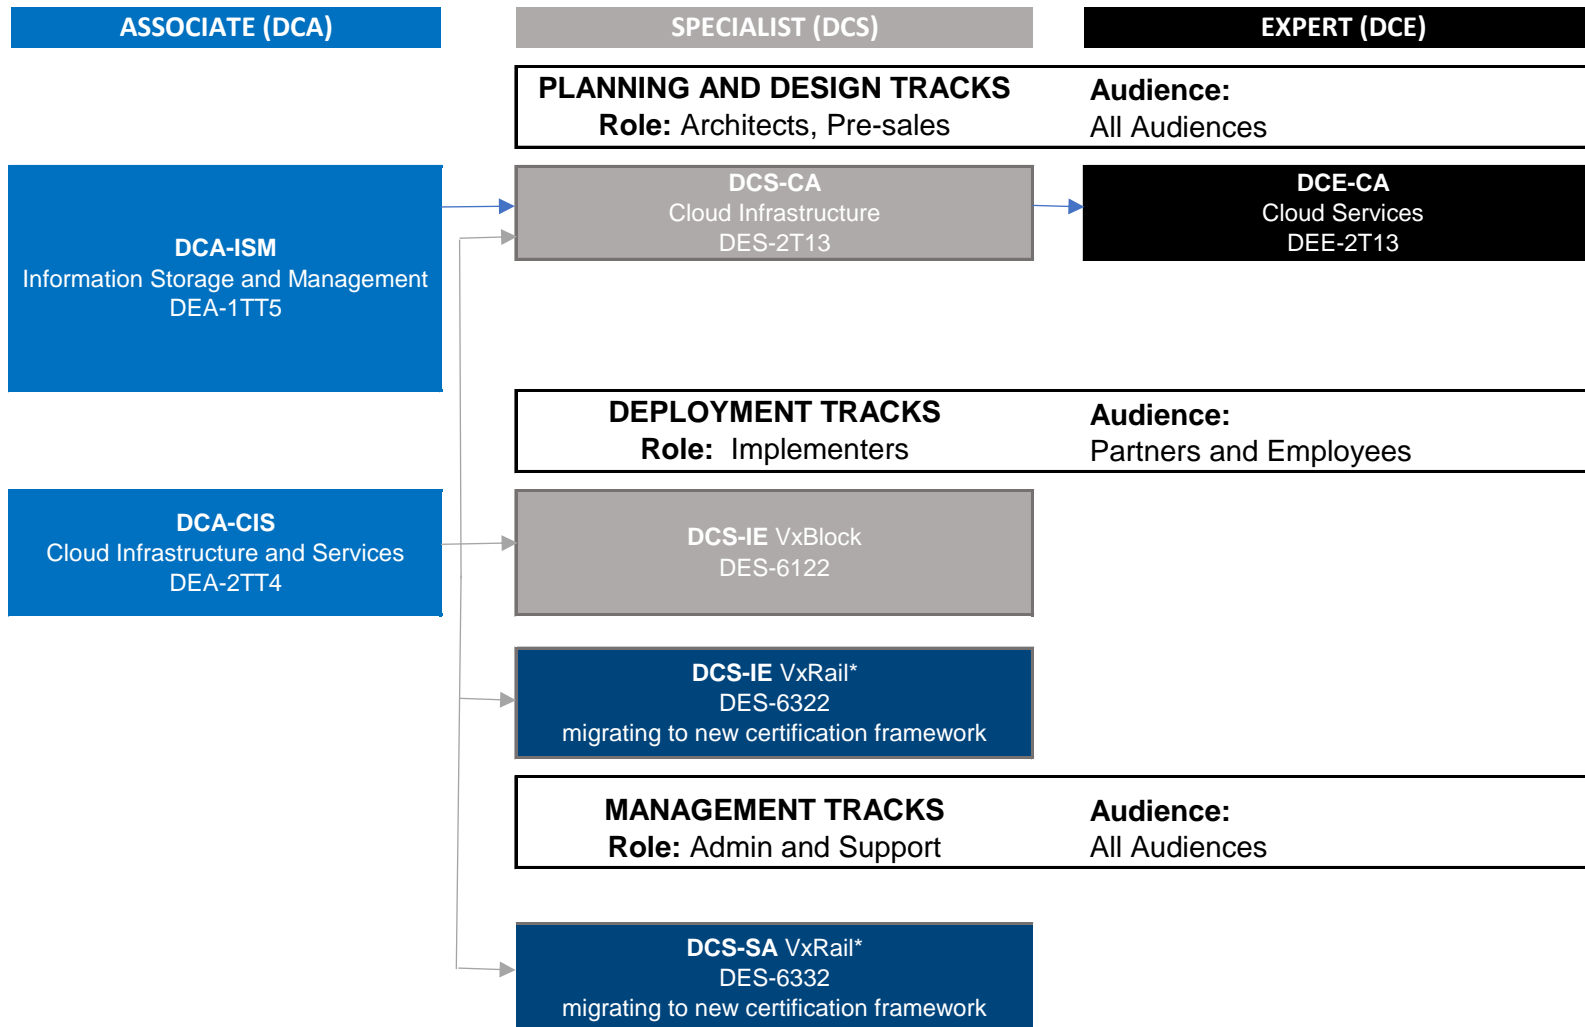 ASSOCIATE (DCA)
SPECIALIST (DCS)
EXPERT (DCE)
PLANNING AND DESIGN TRACKS
Role: Architects, Pre-sales
Audience:
All Audiences
DCA-ISM
Information Storage and Management
DEA-1TT5
DCS-CA
Cloud Infrastructure
DES-2T13
DCE-CA
Cloud Services
DEE-2T13
DEPLOYMENT TRACKS
Role: Implementers
Audience:
Partners and Employees
DCA-CIS
Cloud Infrastructure and Services
DEA-2TT4
DCS-IE VxBlock
DES-6122
DCS-IE VxRail*
DES-6322
migrating to new certification framework
MANAGEMENT TRACKS
Role: Admin and Support
Audience:
All Audiences
DCS-SA VxRail*
DES-6332
migrating to new certification framework